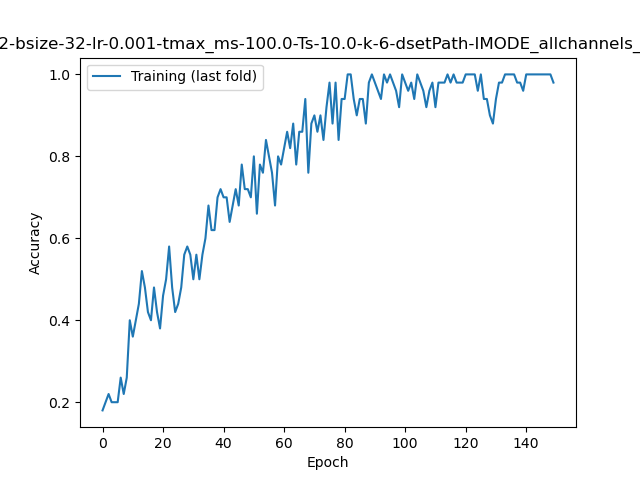 2-bsize-32-lr-0.001-tmax_ms-100.0-Ts-10.0-k-6-dsetPath-IMODE_allchannels_
Training (last fold)
1.0
0.8
0.6
0.4
0.2
Accuracy
0 20 40 60 80 100 120 140
Epoch